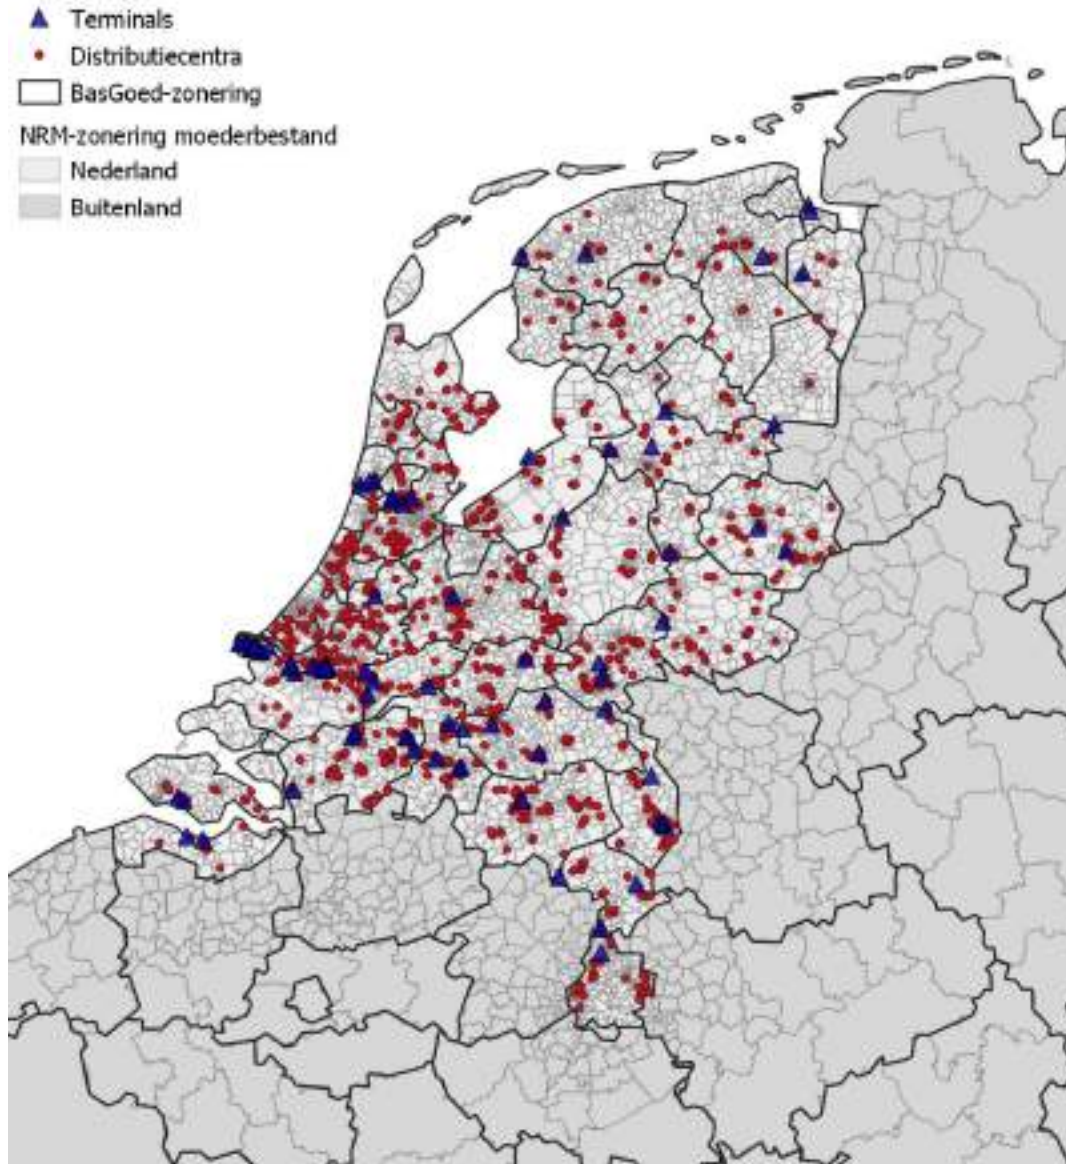 Terminals
Distributiecentra
BasGoed-zonering
NRM-zonering moederbestand
Nederland
Buitenland